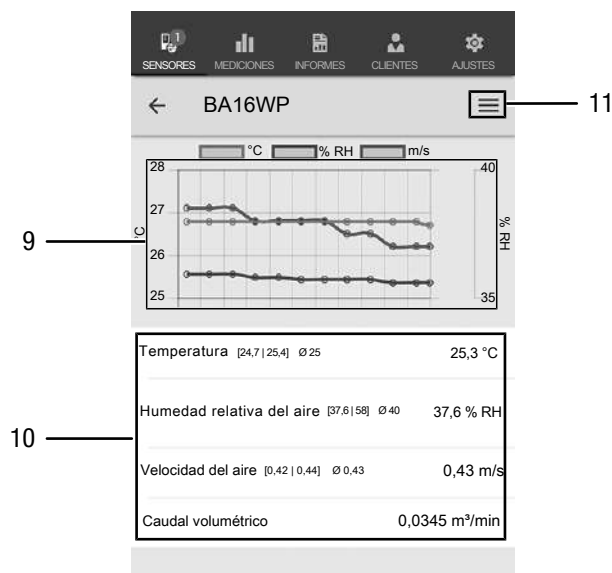 1
SENSORES MEDICIONES INFORMES CLIENTES AJUSTES
BA16WP
11
°C % RH m/s
28 40
27
°C % RH
9
26
25 35
Temperatura [24,7 | 25,4] Ø 25 25,3 °C
Humedad relativa del aire [37,6 | 58] Ø 40 37,6 % RH
10
Velocidad del aire [0,42 | 0,44] Ø 0,43 0,43 m/s
Caudal volumétrico 0,0345 m³/min